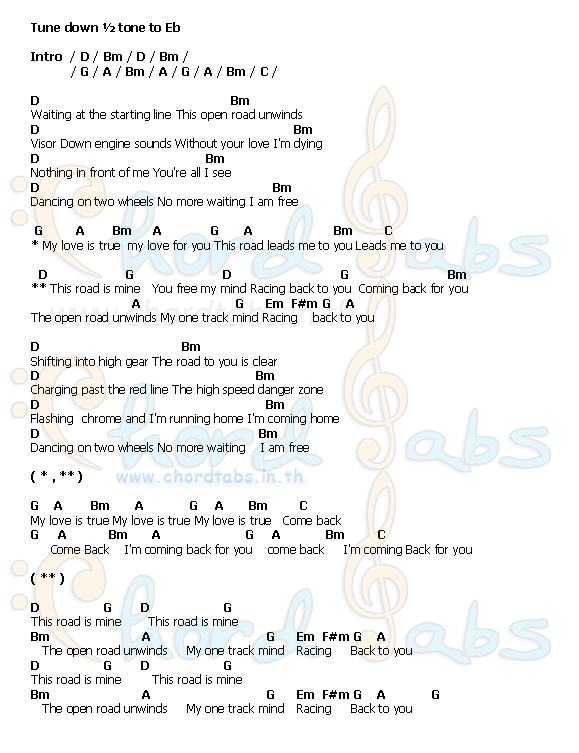 Tune down ½ tone to Eb
Intro / D / Bm / D / Bm /
/ G / A / Bm / A / G / A / Bm / C /
D Bm
Waiting at the starting line This open road unwinds
D Bm
Visor Down engine sounds Without your love I'm dying
D Bm
Nothing in front of me You're all I see
D Bm
Dancing on two wheels No more waiting I am free
G A Bm A G A Bm C
* My love is true my love for you This road leads me to you Leads me to you
D G D G Bm
** This road is mine You free my mind Racing back to you Coming back for you
A G Em F#m G A
The open road unwinds My one track mind Racing back to you
D Bm
Shifting into high gear The road to you is clear
D Bm
Charging past the red line The high speed danger zone
D Bm
Flashing chrome and I'm running home I'm coming home
D Bm
Dancing on two wheels No more waiting I am free
( * , ** )
www.chordtabs.in.th
G A Bm A G A Bm C
My love is true My love is true My love is true Come back
G A Bm A G A Bm C
Come Back I'm coming back for you come back I'm coming Back for you
( ** )
D G D G
This road is mine This road is mine
Bm A G Em F#m G A
The open road unwinds My one track mind Racing Back to you
D G D G
This road is mine This road is mine
Bm A G Em F#m G A G
The open road unwinds My one track mind Racing Back to you